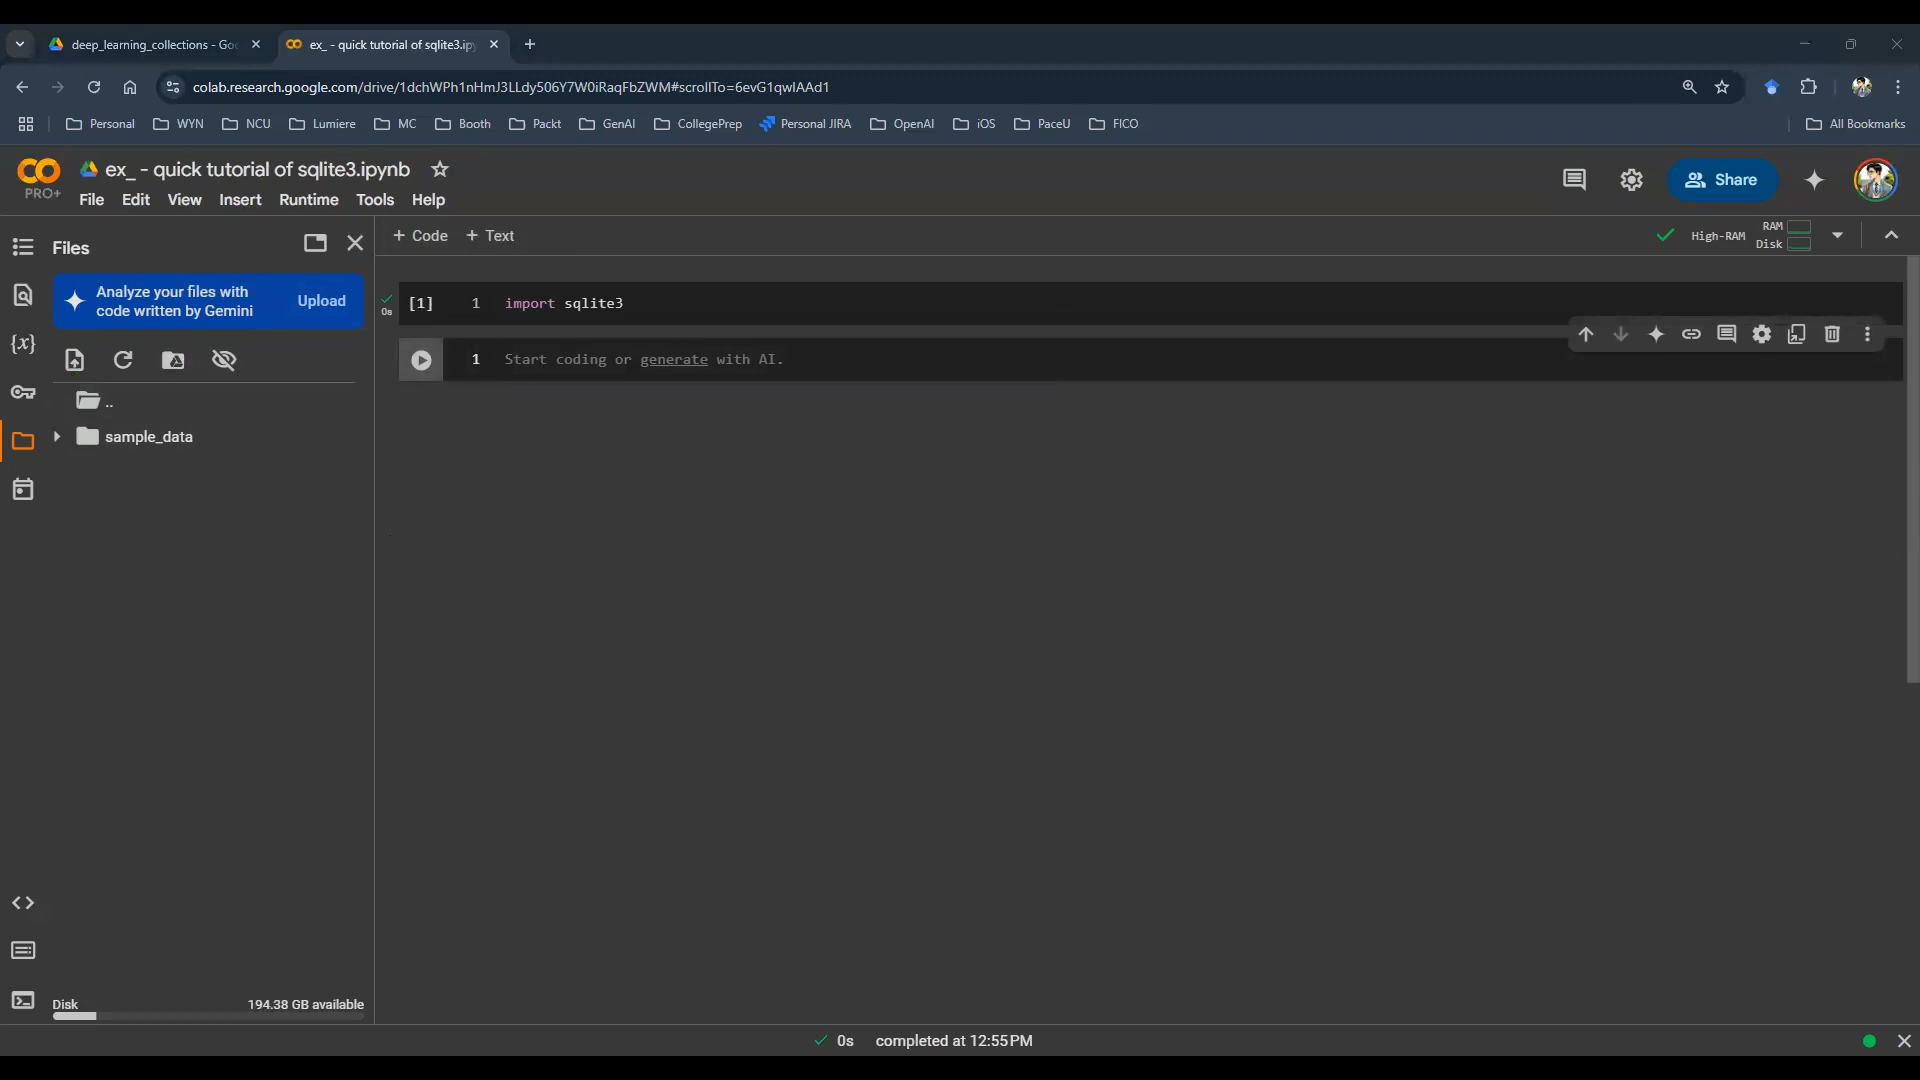 deep_learning_collections - Goo
ex_ - quick tutorial of sqlite3.ipy
colab.research.google.com/drive/1dchWPh1nHmJ3LLdy506Y7W0iRaqFbZWM#scrollTo=6evG1qwIAAd1
Personal
WYN
NCU
Lumiere
MC
Booth
Packt
GenAI
CollegePrep
Personal JIRA
OpenAI
iOS
PaceU
FICO
All Bookmarks
PRO+
ex_ - quick tutorial of sqlite3.ipynb
File Edit View Insert Runtime Tools Help
Share
Files
Analyze your files with
code written by Gemini
Upload
+ Code + Text
High-RAM
RAM
Disk
{x}
[1] 1 import sqlite3
0s
1 Start coding or generate with AI.
..
sample_data
Disk 194.38 GB available
0s completed at 12:55 PM